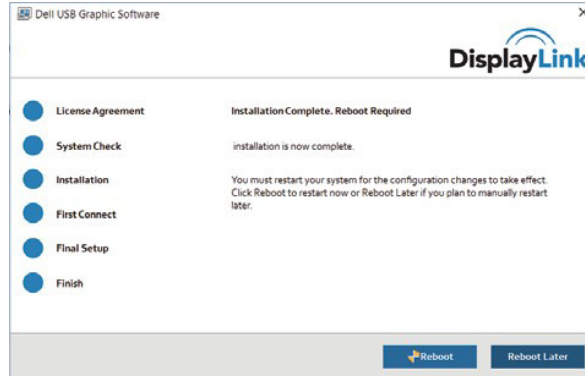 Dell USB Graphic Software
DisplayLink
License Agreement
Installation Complete. Reboot Required
System Check
installation is now complete.
Installation
You must restart your system for the configuration changes to take effect.
Click Reboot to restart now or Reboot Later if you plan to manually restart
later.
First Connect
Final Setup
Finish
Reboot
Reboot Later